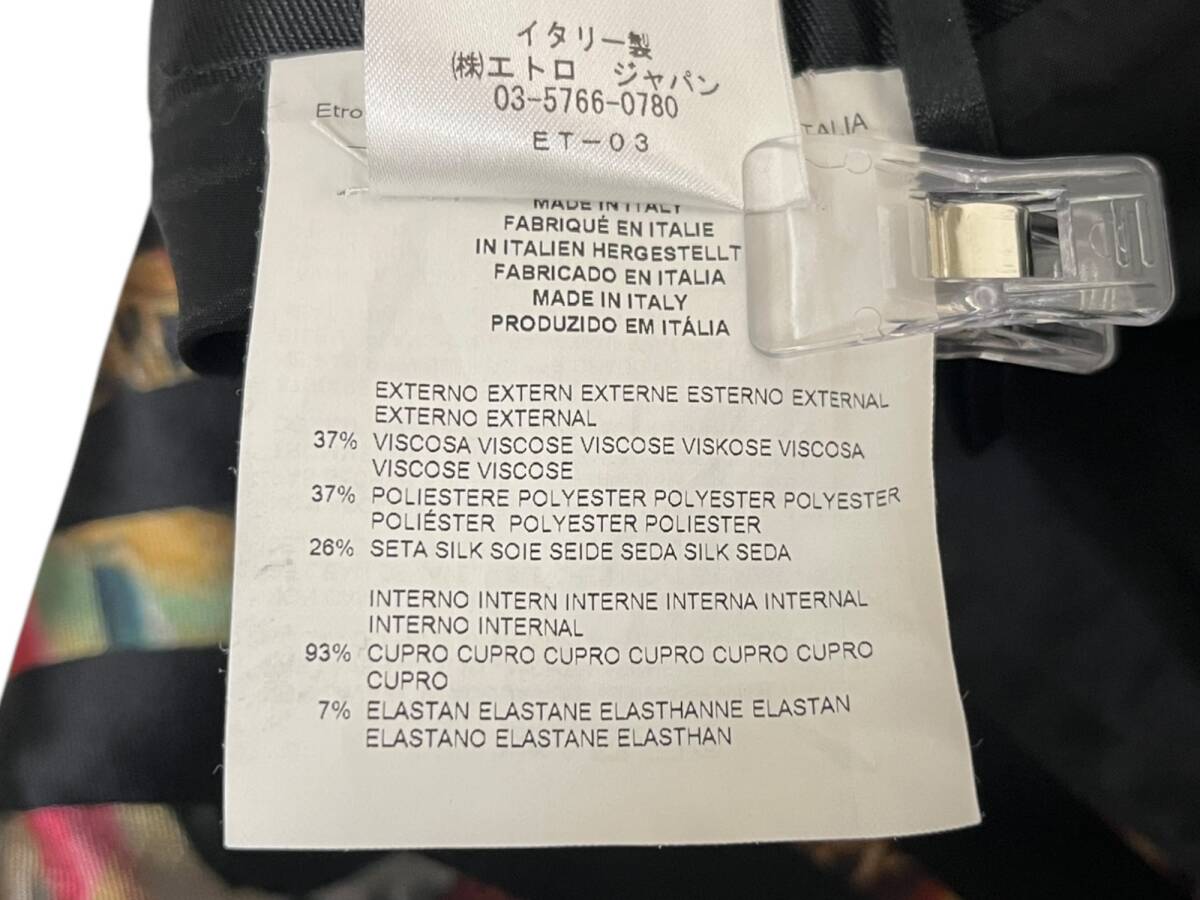 イタリー製
㈱エトロ ジャパン
03-5766-0780
ET-03
Etro
ITALIA
MADE IN ITALY
FABRIQUÉ EN ITALIE
IN ITALIEN HERGESTELLT
FABRICADO EN ITALIA
MADE IN ITALY
PRODUZIDO EM ITÁLIA
EXTERNO EXTERN EXTERNE ESTERNO EXTERNAL
EXTERNO EXTERNAL
37% VISCOSA VISCOSE VISCOSE VISKOSE VISCOSA
VISCOSE VISCOSE
37% POLIESTERE POLYESTER POLYESTER POLYESTER
POLIÉSTER POLYESTER POLIESTER
26% SETA SILK SOIE SEIDE SEDA SILK SEDA
INTERNO INTERN INTERNE INTERNA INTERNAL
INTERNO INTERNAL
93% CUPRO CUPRO CUPRO CUPRO CUPRO CUPRO
CUPRO
7% ELASTAN ELASTANE ELASTHANNE ELASTAN
ELASTANO ELASTANE ELASTHAN